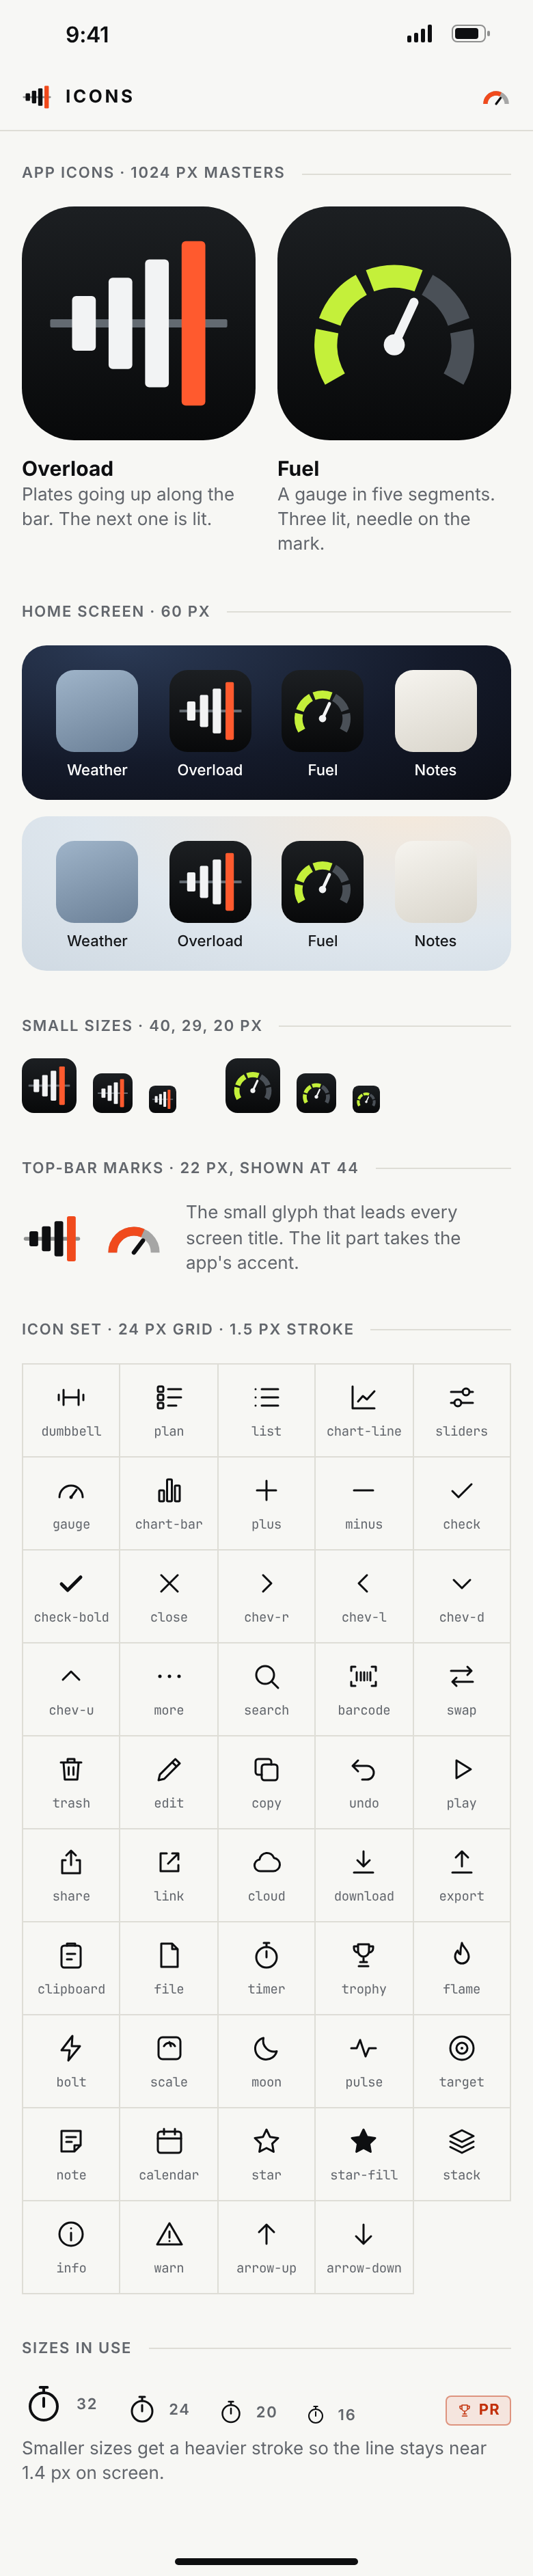 9:41
ICONS
APP ICONS · 1024 PX MASTERS
Overload
Plates going up along the
bar. The next one is lit.
Fuel
A gauge in five segments.
Three lit, needle on the
mark.
HOME SCREEN · 60 PX
Weather
Overload
Fuel
Notes
Weather
Overload
Fuel
Notes
SMALL SIZES · 40, 29, 20 PX
TOP-BAR MARKS · 22 PX, SHOWN AT 44
The small glyph that leads every
screen title. The lit part takes the
app's accent.
ICON SET · 24 PX GRID · 1.5 PX STROKE
dumbbell
plan
list
chart-line
sliders
gauge
chart-bar
plus
minus
check
check-bold
close
chev-r
chev-l
chev-d
chev-u
more
search
barcode
swap
trash
edit
copy
undo
play
share
link
cloud
download
export
clipboard
file
timer
trophy
flame
bolt
scale
moon
pulse
target
note
calendar
star
star-fill
stack
info
warn
arrow-up
arrow-down
SIZES IN USE
32
24
20
16
PR
Smaller sizes get a heavier stroke so the line stays near
1.4 px on screen.